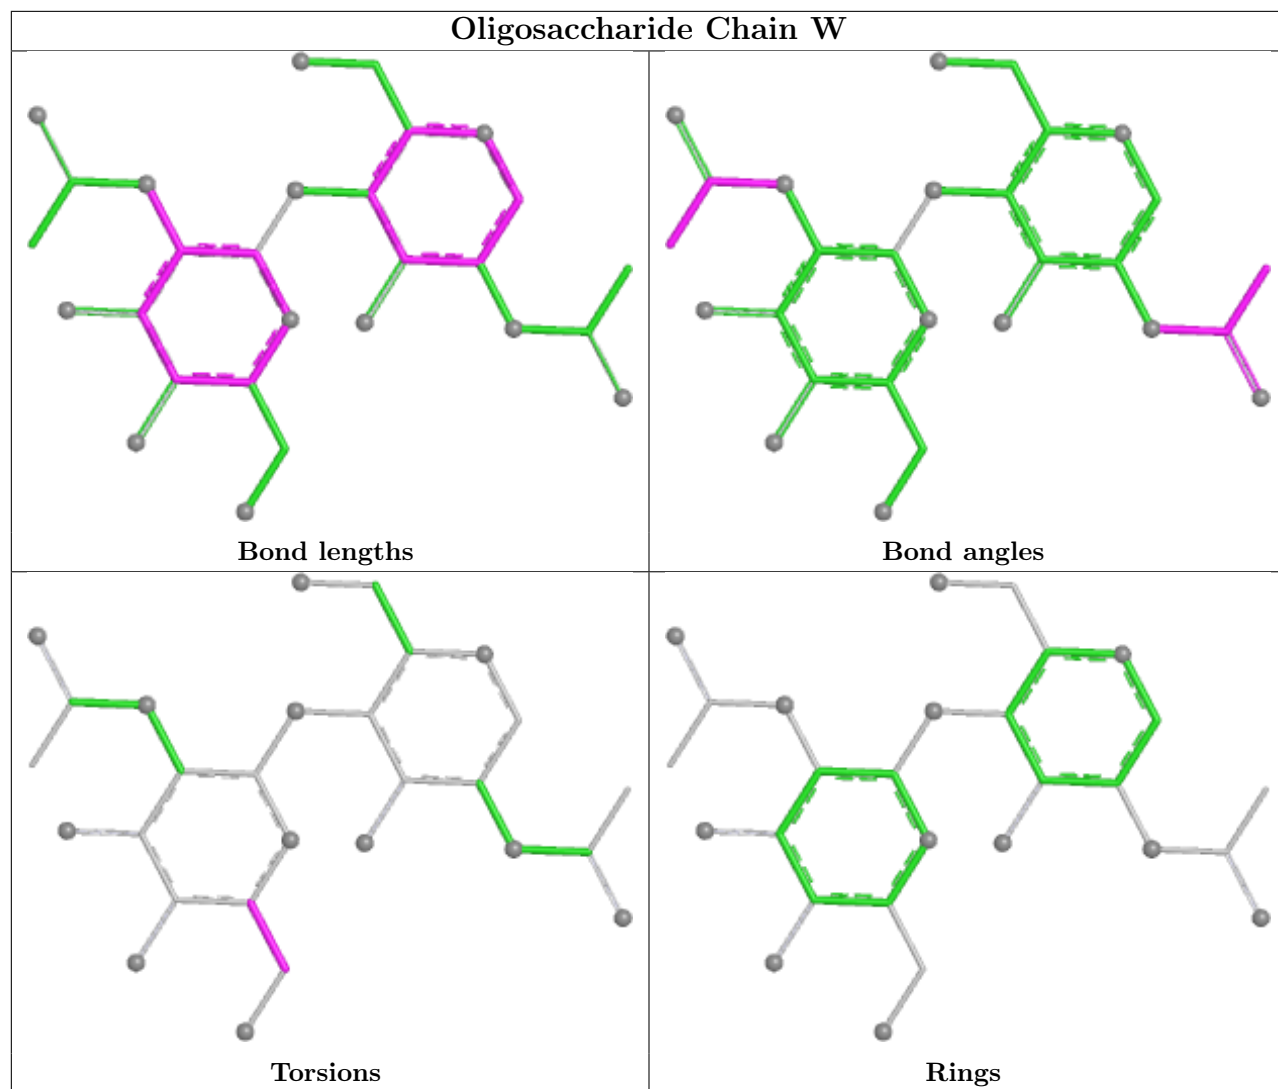 Oligosaccharide Chain W
Bond lengths
Bond angles
Torsions
Rings